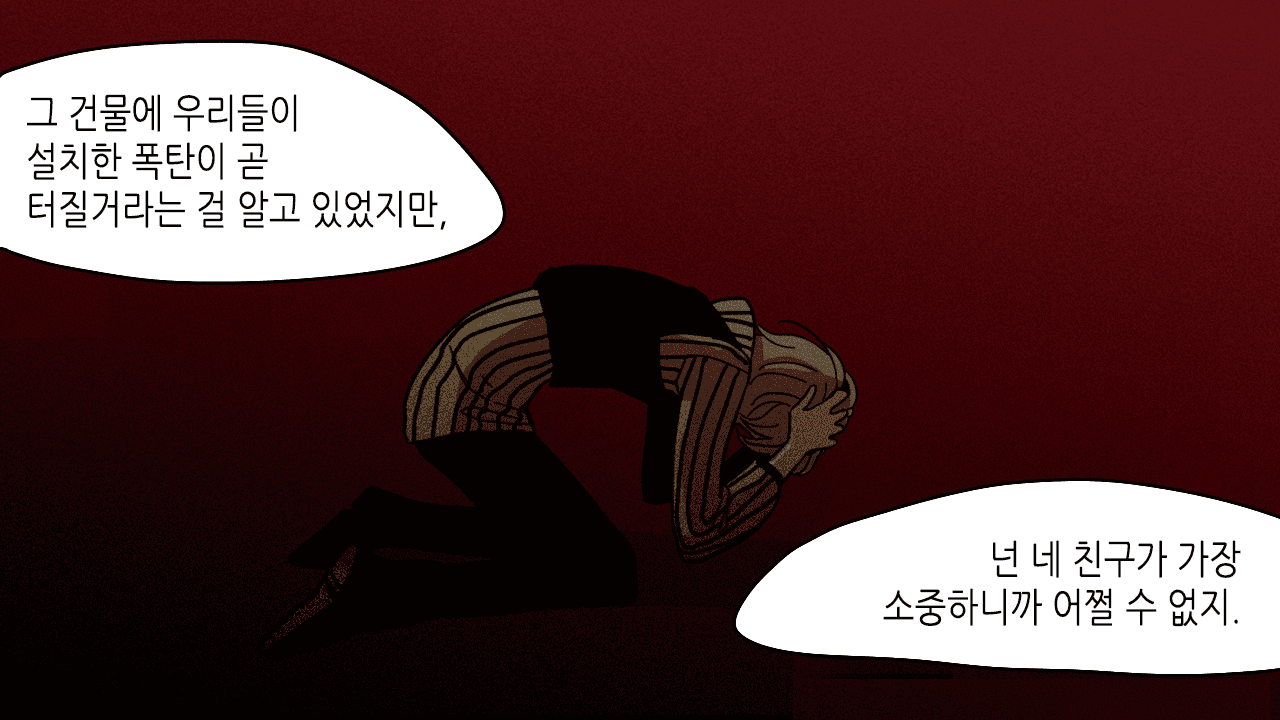 그 건물에 우리들이
설치한 폭탄이 곧
터질거라는 걸 알고 있었지만,
넌 네 친구가 가장
소중하니까 어쩔 수 없지.